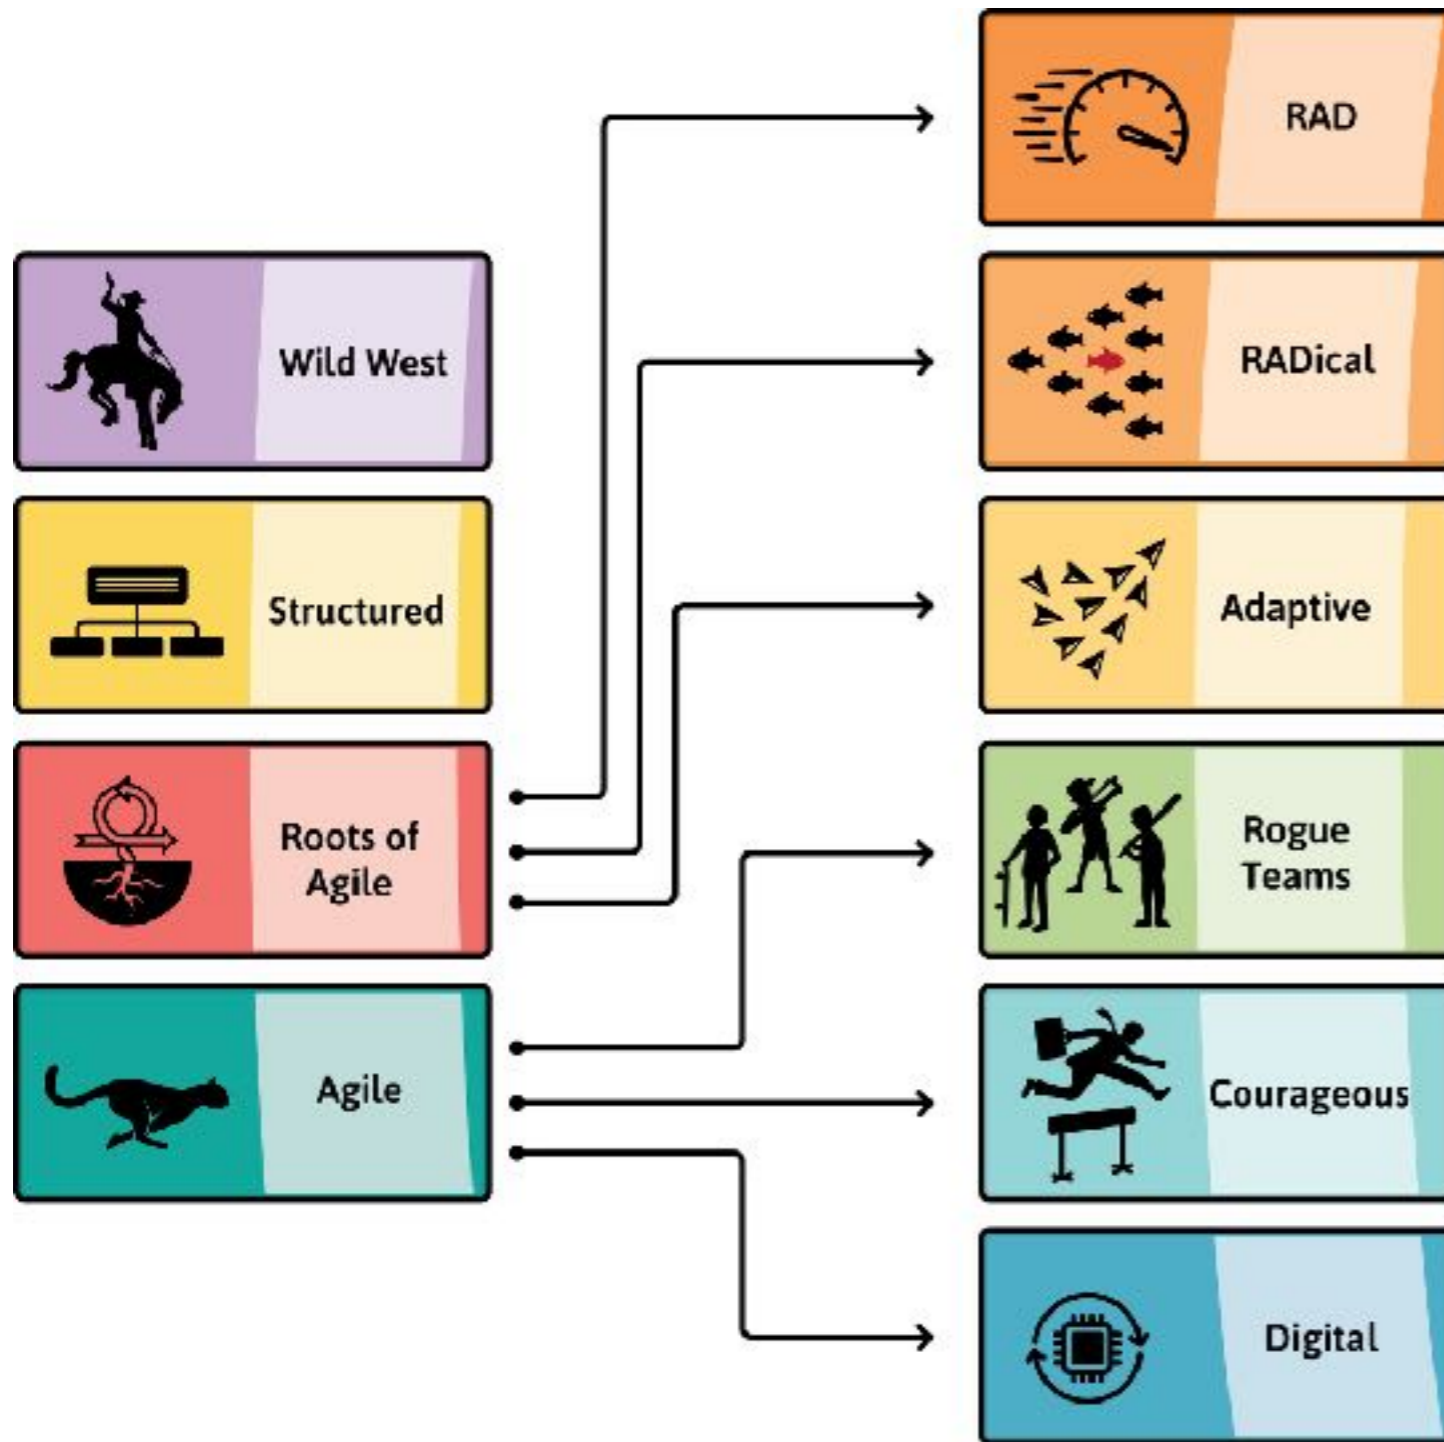 Wild West
Structured
Roots of
Agile
Agile
RAD
RADical
Adaptive
Rogue
Teams
Courageous
Digital